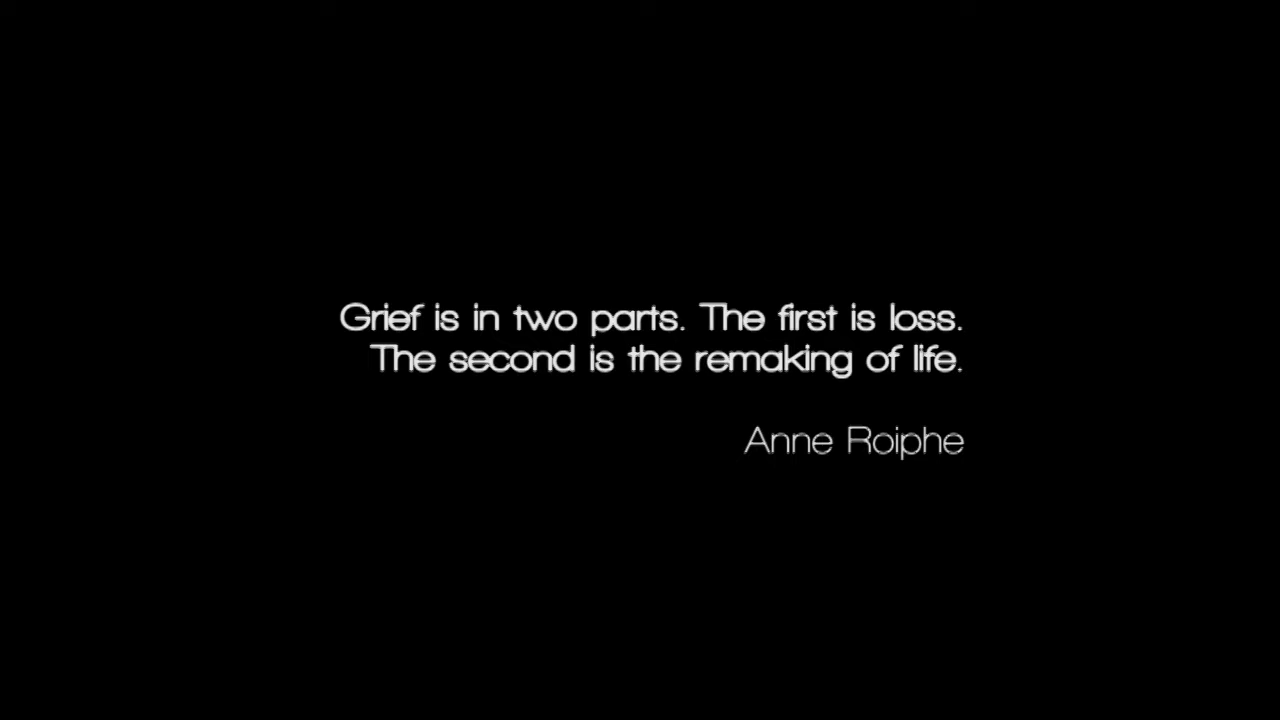 Grief is in two parts. The first is loss.
The second is the remaking of life.
Anne Roiphe